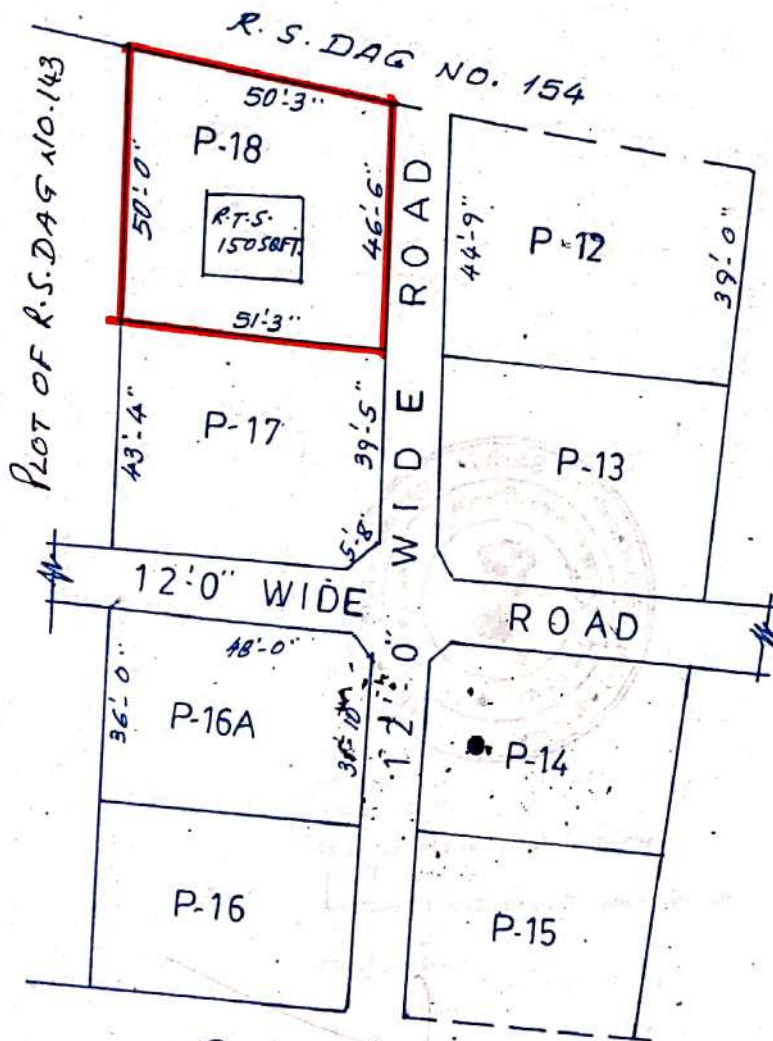 R.S. DAG NO. 154
PLOT OF R.S. DAG NO. 143
50'-3"
P-18
50'-0"
46'-6"
R.T.S.
150 SQFT.
51'-3"
P-12
44'-9"
39'-0"
P-17
43'-4"
39'-5"
5'-8"
P-13
12'-0" WIDE ROAD
12'-0" WIDE ROAD
48'-0"
36'-0"
P-16A
P-14
P-16
P-15